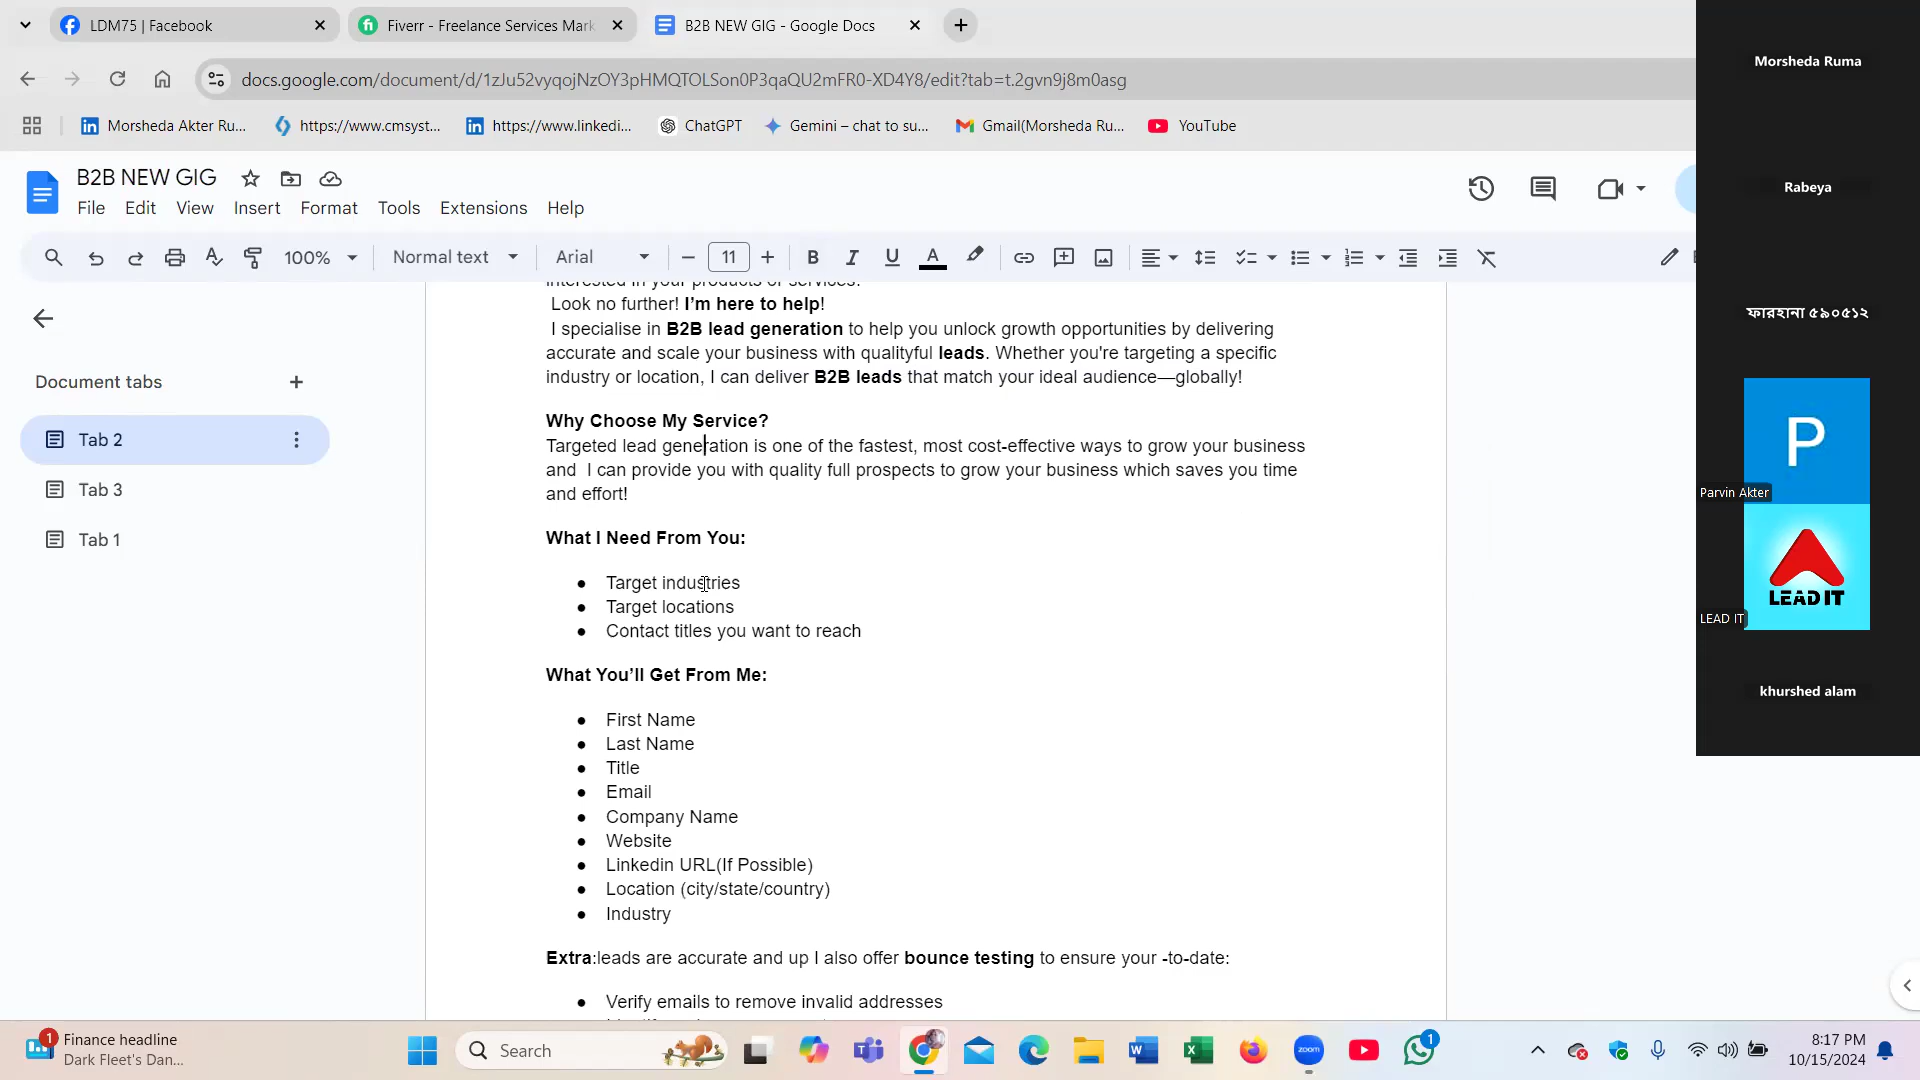 LDM75 | Facebook
Fiverr - Freelance Services Mark
B2B NEW GIG - Google Docs
docs.google.com/document/d/1zJu52vyqojNzOY3pHMQTOLSon0P3qaQU2mFR0-XD4Y8/edit?tab=t.2gvn9j8m0asg
Morsheda Akter Ru...
https://www.cmsyst...
https://www.linkedi...
ChatGPT
Gemini – chat to su...
Gmail(Morsheda Ru...
YouTube
B2B NEW GIG
File Edit View Insert Format Tools Extensions Help
100% Normal text Arial 11
Document tabs
Tab 2
Tab 3
Tab 1
interested in your products or services?
Look no further! I’m here to help!
I specialise in B2B lead generation to help you unlock growth opportunities by delivering
accurate and scale your business with qualityful leads. Whether you're targeting a specific
industry or location, I can deliver B2B leads that match your ideal audience—globally!
Why Choose My Service?
Targeted lead generation is one of the fastest, most cost-effective ways to grow your business
and I can provide you with quality full prospects to grow your business which saves you time
and effort!
What I Need From You:
Target industries
Target locations
Contact titles you want to reach
What You’ll Get From Me:
First Name
Last Name
Title
Email
Company Name
Website
Linkedin URL(If Possible)
Location (city/state/country)
Industry
Extra:leads are accurate and up I also offer bounce testing to ensure your -to-date:
Verify emails to remove invalid addresses
Morsheda Ruma
Rabeya
ফারহানা ৫৯০৫১২
P
Parvin Akter
LEAD IT
LEAD IT
khurshed alam
1
Finance headline
Dark Fleet's Dan...
Search
zoom
1
8:17 PM
10/15/2024